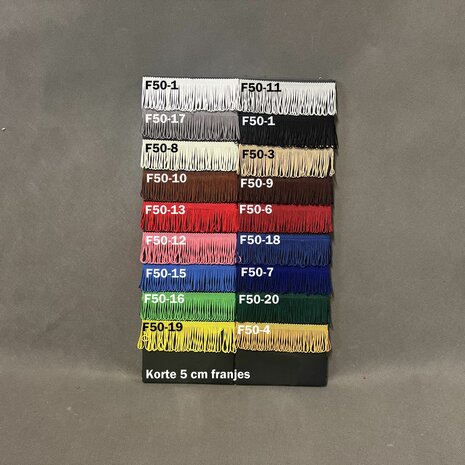 F50-1 F50-11
F50-17 F50-1
F50-8 F50-3
F50-10 F50-9
F50-13 F50-6
F50-12 F50-18
F50-15 F50-7
F50-16 F50-20
F50-19 F50-4
Korte 5 cm franjes